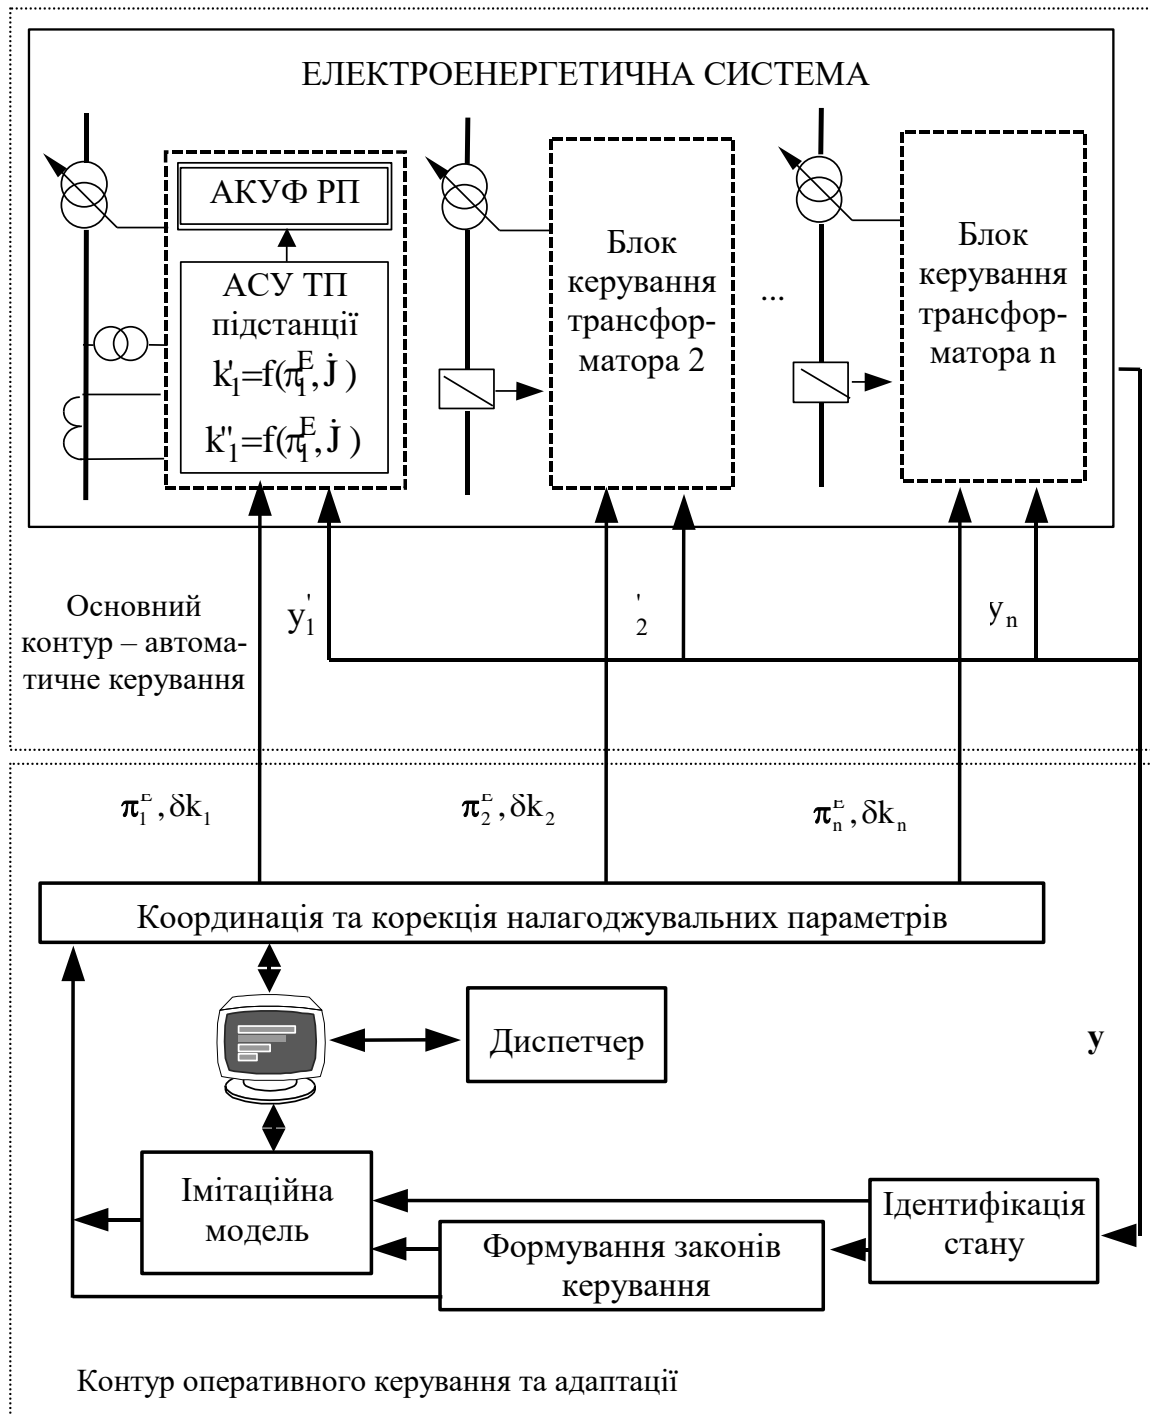 ЕЛЕКТРОЕНЕРГЕТИЧНА СИСТЕМА
АКУФ РП
АСУ ТП
підстанції
k'₁=f(π₁ᴱ, J̇ )
k''₁=f(π₁ᴱ, J̇ )
Блок
керування
трансфор-
матора 2
...
Блок
керування
трансфор-
матора n
Основний
контур – автома-
тичне керування
y'₁
'₂
yₙ
π₁ᴱ, δk₁
π₂ᴱ, δk₂
πₙᴱ, δkₙ
Координація та корекція налагоджувальних параметрів
Диспетчер
y
Імітаційна
модель
Ідентифікація
стану
Формування законів
керування
Контур оперативного керування та адаптації